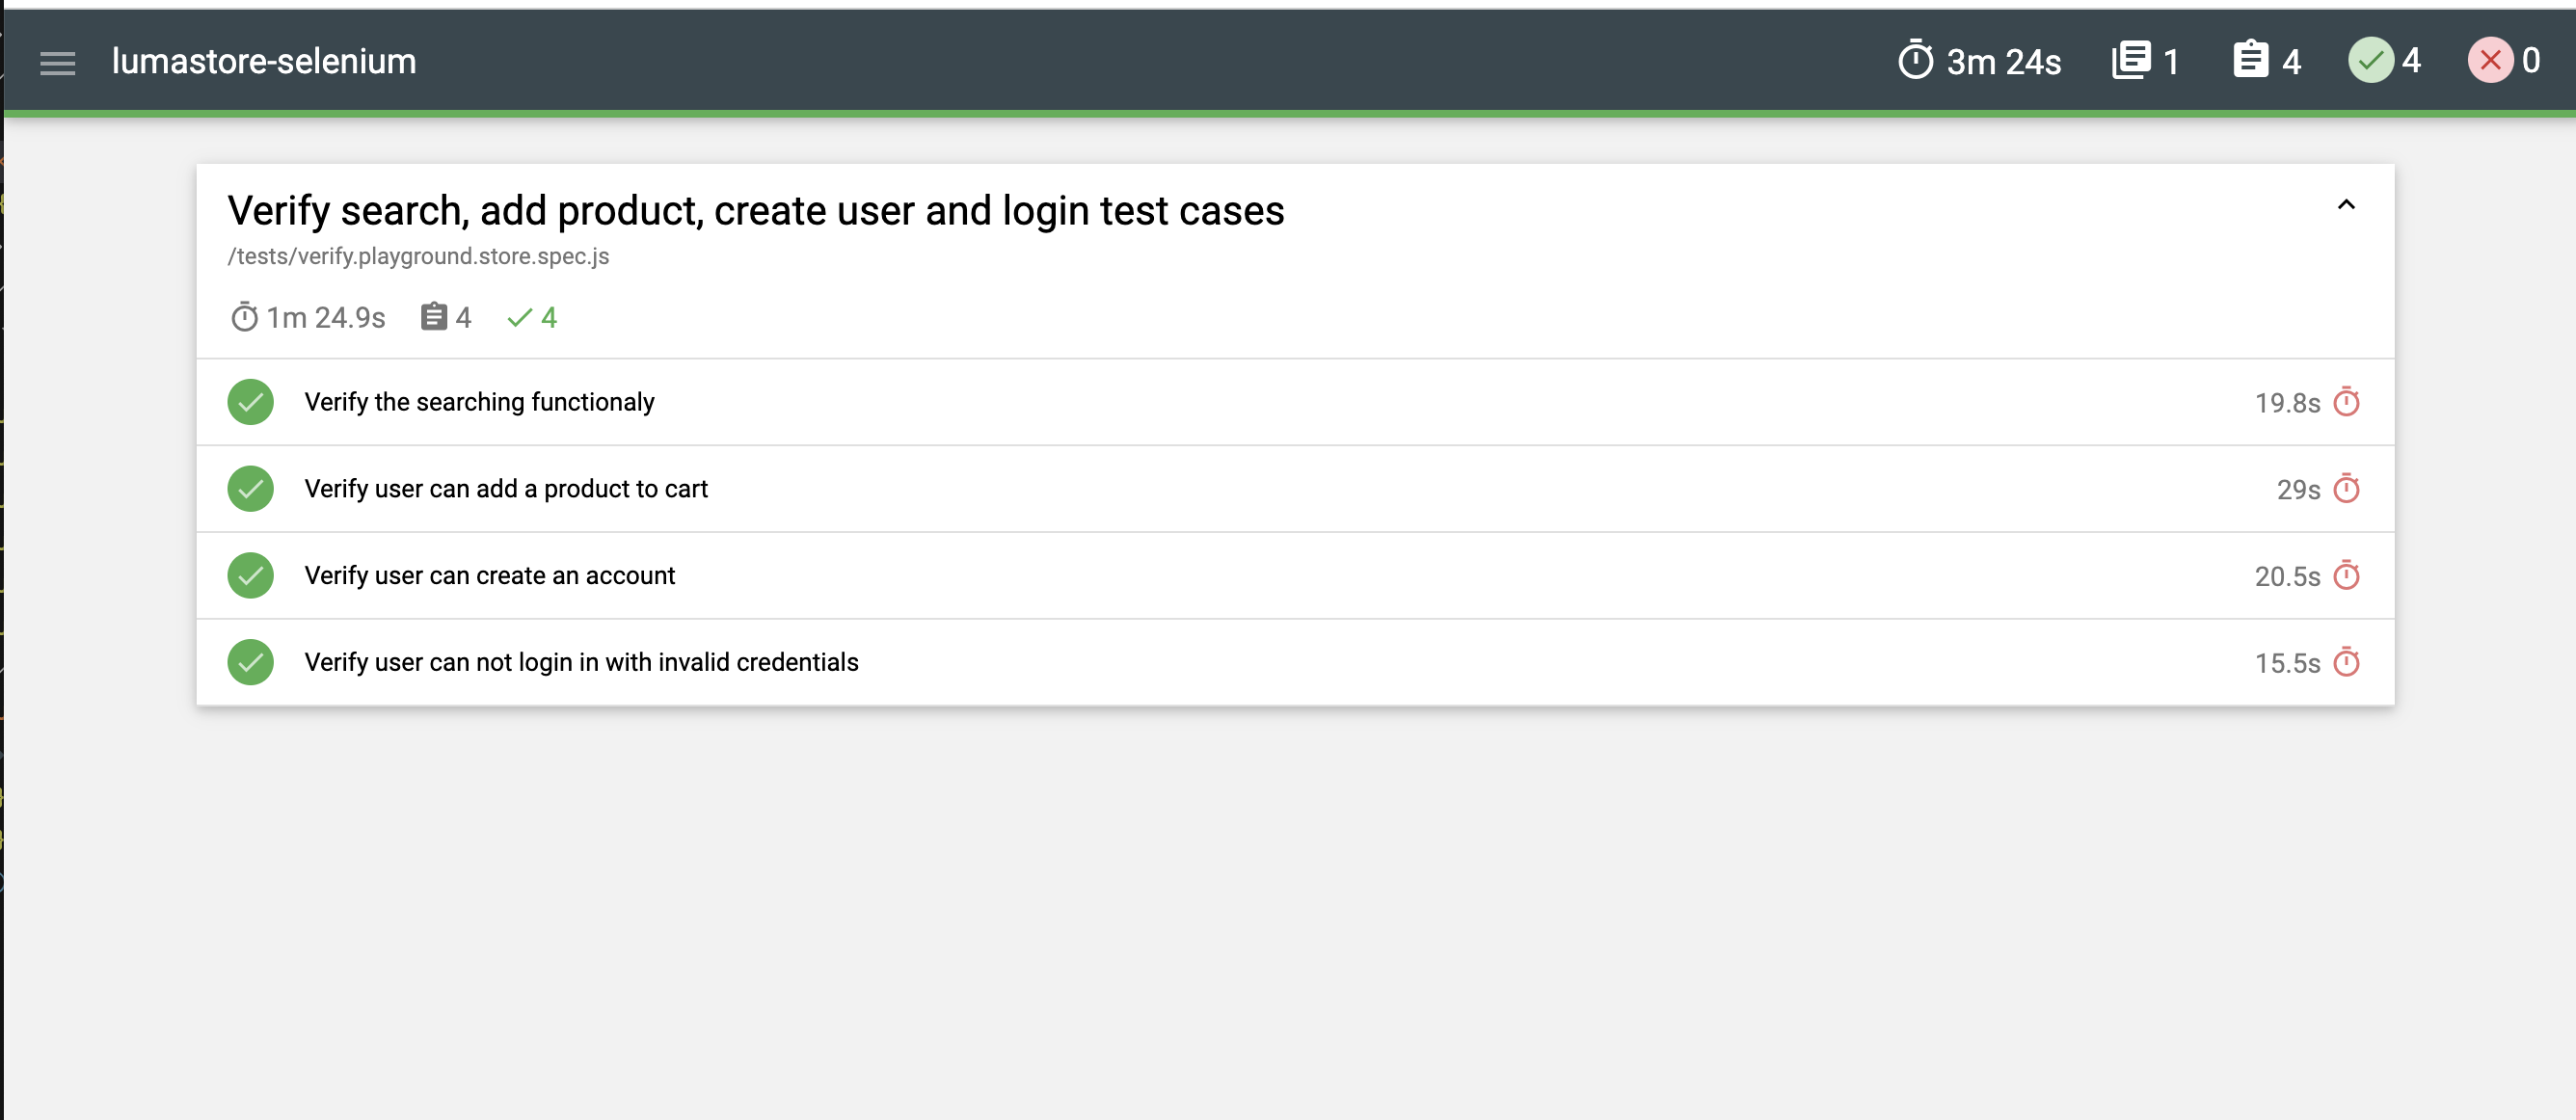 lumastore-selenium
3m 24s 1 4 4 0
Verify search, add product, create user and login test cases
/tests/verify.playground.store.spec.js
1m 24.9s 4 4
Verify the searching functionaly 19.8s
Verify user can add a product to cart 29s
Verify user can create an account 20.5s
Verify user can not login in with invalid credentials 15.5s